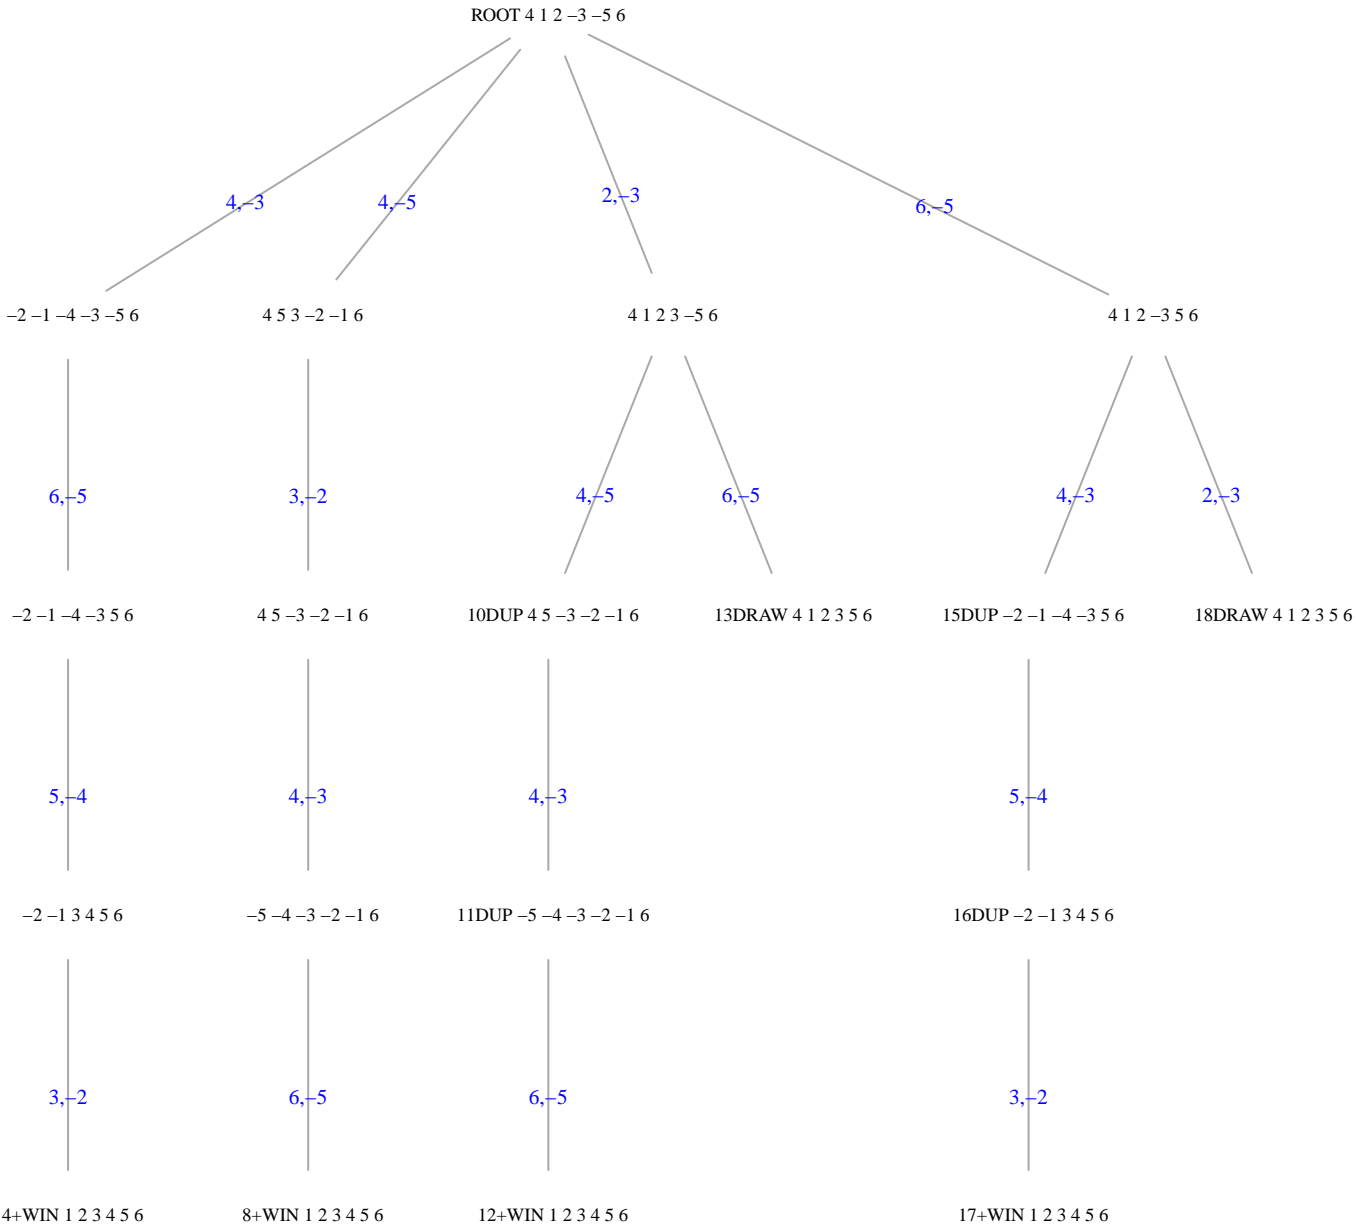 ROOT 4 1 2 –3 –5 6
4,–3
4,–5
2,–3
6,–5
–2 –1 –4 –3 –5 6
4 5 3 –2 –1 6
4 1 2 3 –5 6
4 1 2 –3 5 6
6,–5
3,–2
4,–5
6,–5
4,–3
2,–3
–2 –1 –4 –3 5 6
4 5 –3 –2 –1 6
10DUP 4 5 –3 –2 –1 6
13DRAW 4 1 2 3 5 6
15DUP –2 –1 –4 –3 5 6
18DRAW 4 1 2 3 5 6
5,–4
4,–3
4,–3
5,–4
–2 –1 3 4 5 6
–5 –4 –3 –2 –1 6
11DUP –5 –4 –3 –2 –1 6
16DUP –2 –1 3 4 5 6
3,–2
6,–5
6,–5
3,–2
4+WIN 1 2 3 4 5 6
8+WIN 1 2 3 4 5 6
12+WIN 1 2 3 4 5 6
17+WIN 1 2 3 4 5 6